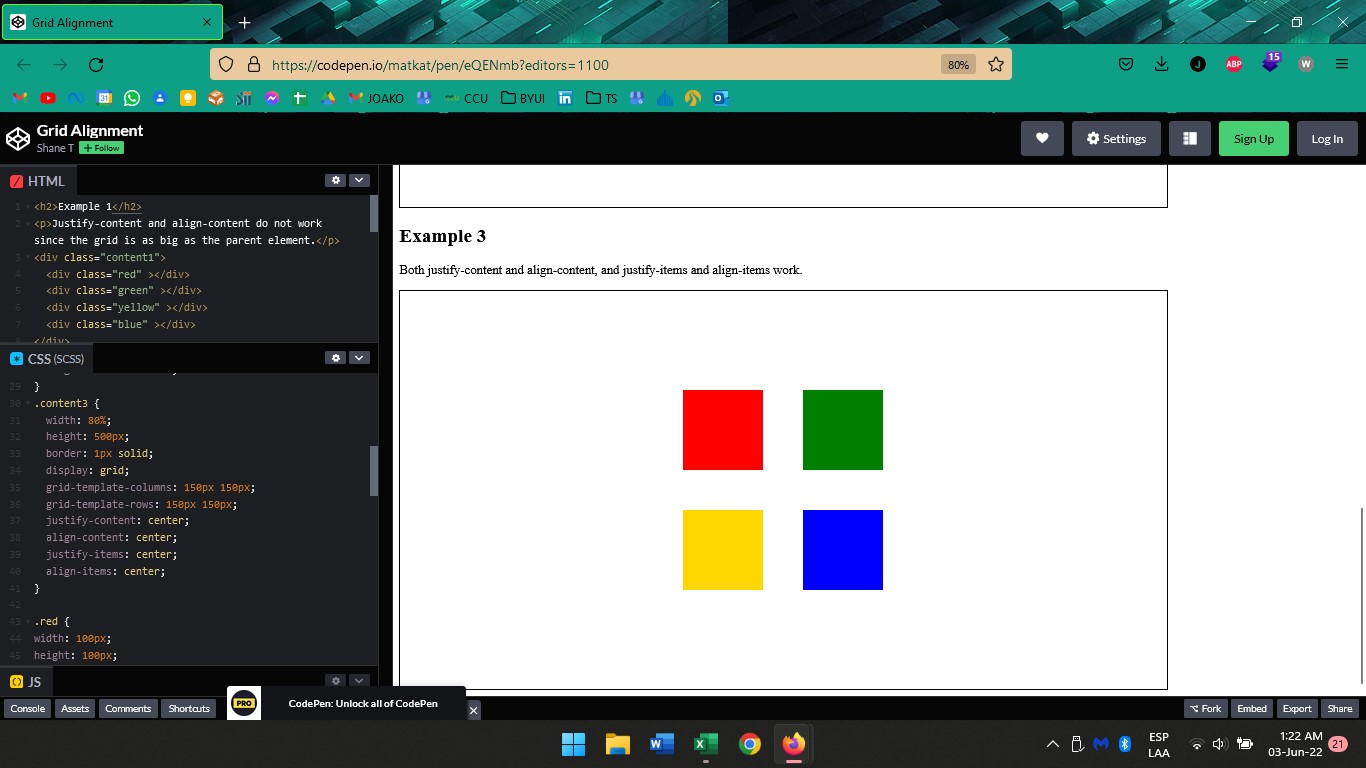 Grid Alignment
https://codepen.io/matkat/pen/eQENmb?editors=1100
80%
J
ABP
15
W
31
JOAKO
CCU
BYUI
in
TS
Grid Alignment
Shane T
+ Follow
Settings
Sign Up
Log In
HTML
1 <h2>Example 1</h2>
2 <p>Justify-content and align-content do not work
since the grid is as big as the parent element.</p>
3 <div class="content1">
4 <div class="red" ></div>
5 <div class="green" ></div>
6 <div class="yellow" ></div>
7 <div class="blue" ></div>
8 </div>
CSS (SCSS)
29 }
30 .content3 {
31 width: 80%;
32 height: 500px;
33 border: 1px solid;
34 display: grid;
35 grid-template-columns: 150px 150px;
36 grid-template-rows: 150px 150px;
37 justify-content: center;
38 align-content: center;
39 justify-items: center;
40 align-items: center;
41 }
42
43 .red {
44 width: 100px;
45 height: 100px;
JS
Example 3
Both justify-content and align-content, and justify-items and align-items work.
Console
Assets
Comments
Shortcuts
PRO
CodePen: Unlock all of CodePen
Fork
Embed
Export
Share
ESP
LAA
1:22 AM
03-Jun-22
21